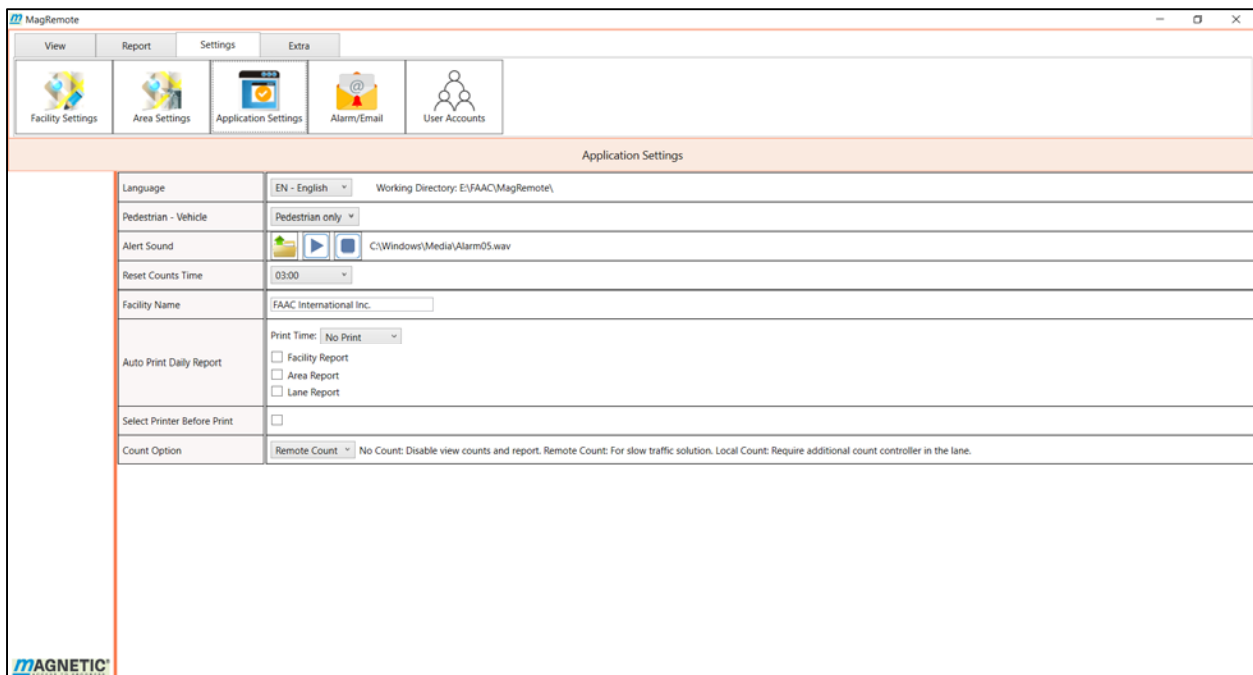 MagRemote
View Report Settings Extra
Facility Settings Area Settings Application Settings Alarm/Email User Accounts
Application Settings
Language EN - English Working Directory: E:\FAAC\MagRemote\
Pedestrian - Vehicle Pedestrian only
Alert Sound C:\Windows\Media\Alarm05.wav
Reset Counts Time 03:00
Facility Name FAAC International Inc.
Print Time: No Print
Facility Report
Auto Print Daily Report
Area Report
Lane Report
Select Printer Before Print
Count Option Remote Count No Count: Disable view counts and report. Remote Count: For slow traffic solution. Local Count: Require additional count controller in the lane.
MAGNETIC